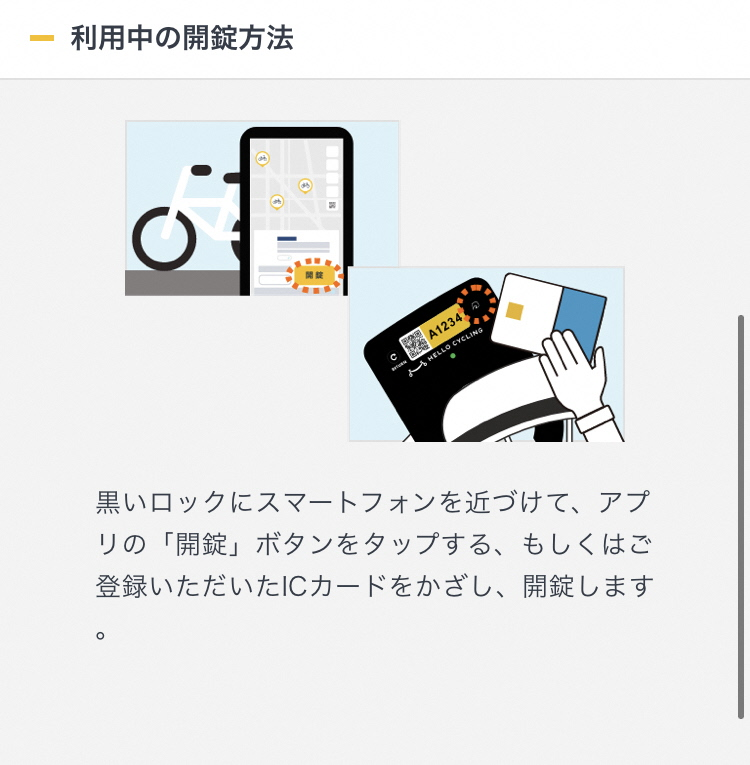 利用中の開錠方法
開錠
A1234
RETURN
HELLO CYCLING
黒いロックにスマートフォンを近づけて、アプ
リの「開錠」ボタンをタップする、もしくはご
登録いただいたICカードをかざし、開錠します
。